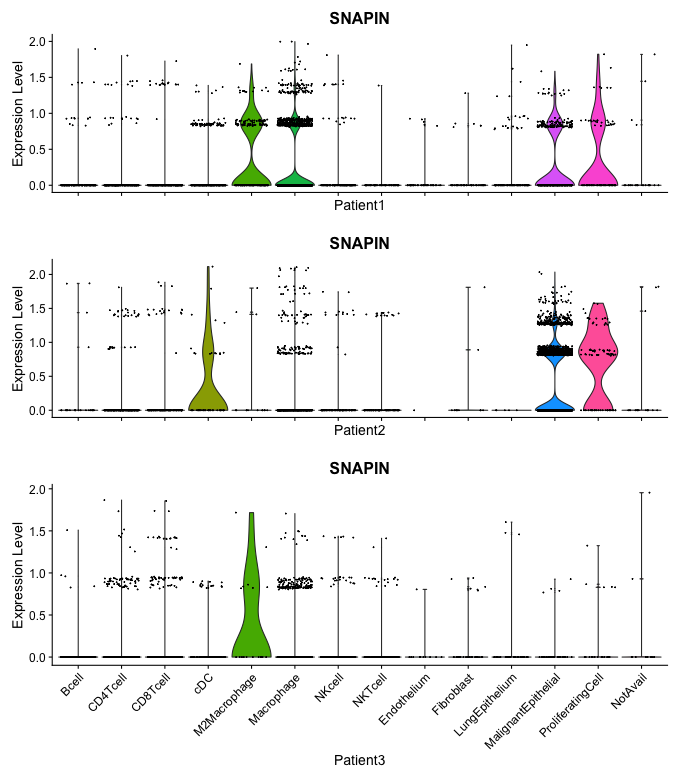 SNAPIN
Expression Level
2.0
1.5
1.0
0.5
0.0
Patient1
SNAPIN
Expression Level
2.0
1.5
1.0
0.5
0.0
Patient2
SNAPIN
Expression Level
2.0
1.5
1.0
0.5
0.0
Bcell
CD4Tcell
CD8Tcell
cDC
M2Macrophage
Macrophage
NKcell
NKTcell
Endothelium
Fibroblast
LungEpithelium
MalignantEpithelial
ProliferatingCell
NotAvail
Patient3